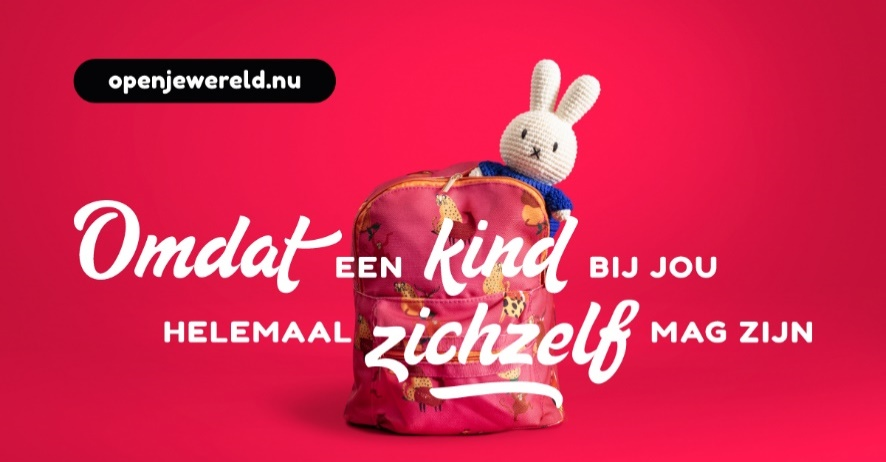 openjewereld.nu
Omdat EEN kind BIJ JOU
HELEMAAL zichzelf MAG ZIJN